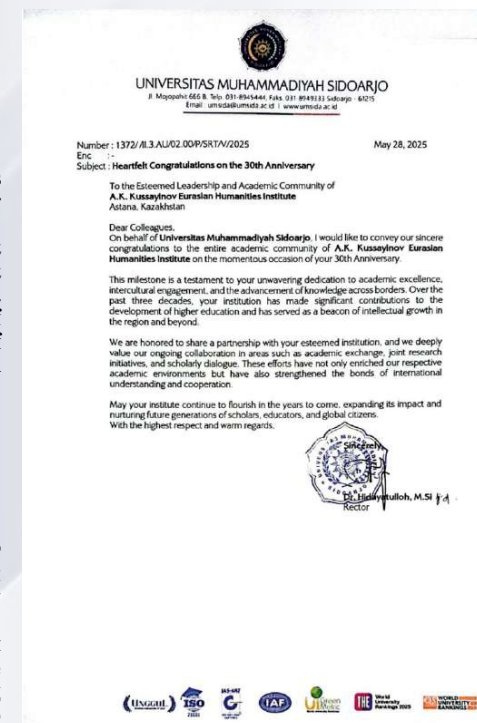 UNIVERSITAS MUHAMMADIYAH SIDOARJO
Jl. Mojopahit 666 B. Telp. 031-8945444, Faks. 031-8949333 Sidoarjo - 61215
Email : umsida@umsida.ac.id | www.umsida.ac.id
Number : 1372/II.3.AU/02.00/P/SRT/V/2025 May 28, 2025
Enc : -
Subject : Heartfelt Congratulations on the 30th Anniversary
To the Esteemed Leadership and Academic Community of
A.K. Kussayinov Eurasian Humanities Institute
Astana, Kazakhstan
Dear Colleagues,
On behalf of Universitas Muhammadiyah Sidoarjo, I would like to convey our sincere
congratulations to the entire academic community of A.K. Kussayinov Eurasian
Humanities Institute on the momentous occasion of your 30th Anniversary.
This milestone is a testament to your unwavering dedication to academic excellence,
intercultural engagement, and the advancement of knowledge across borders. Over the
past three decades, your institution has made significant contributions to the
development of higher education and has served as a beacon of intellectual growth in
the region and beyond.
We are honored to share a partnership with your esteemed institution, and we deeply
value our ongoing collaboration in areas such as academic exchange, joint research
initiatives, and scholarly dialogue. These efforts have not only enriched our respective
academic environments but have also strengthened the bonds of international
understanding and cooperation.
May your institute continue to flourish in the years to come, expanding its impact and
nurturing future generations of scholars, educators, and global citizens.
With the highest respect and warm regards,
Sincerely,
Dr. Hidayatulloh, M.Si
Rector
UNGGUL
ISO
IAF
UI Green Metric
THE World University Rankings 2025
WORLD UNIVERSITY RANKINGS